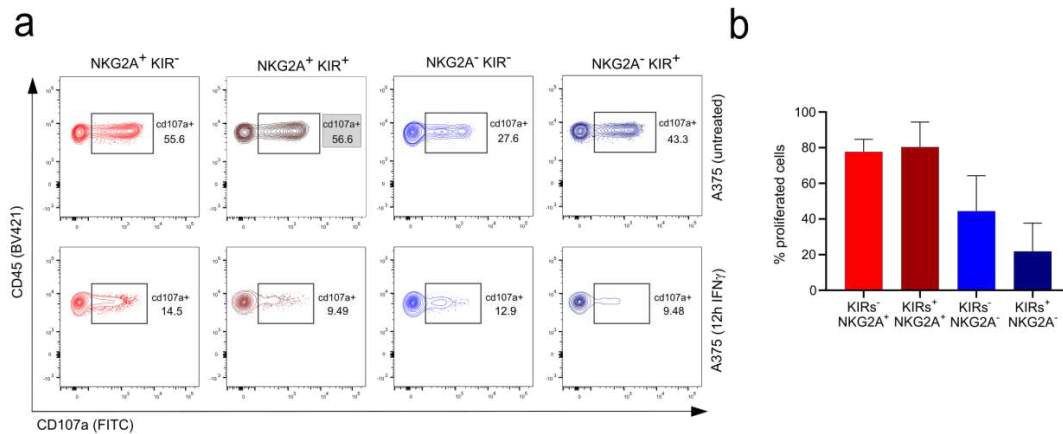 a
b
NKG2A⁺ KIR⁻
NKG2A⁺ KIR⁺
NKG2A⁻ KIR⁻
NKG2A⁻ KIR⁺
cd107a+
55.6
cd107a+
56.6
cd107a+
27.6
cd107a+
43.3
A375 (untreated)
cd107a+
14.5
cd107a+
9.49
cd107a+
12.9
cd107a+
9.48
A375 (12h IFNγ)
CD45 (BV421)
CD107a (FITC)
% proliferated cells
100
80
60
40
20
0
KIRs⁻
NKG2A⁺
KIRs⁺
NKG2A⁺
KIRs⁻
NKG2A⁻
KIRs⁺
NKG2A⁻